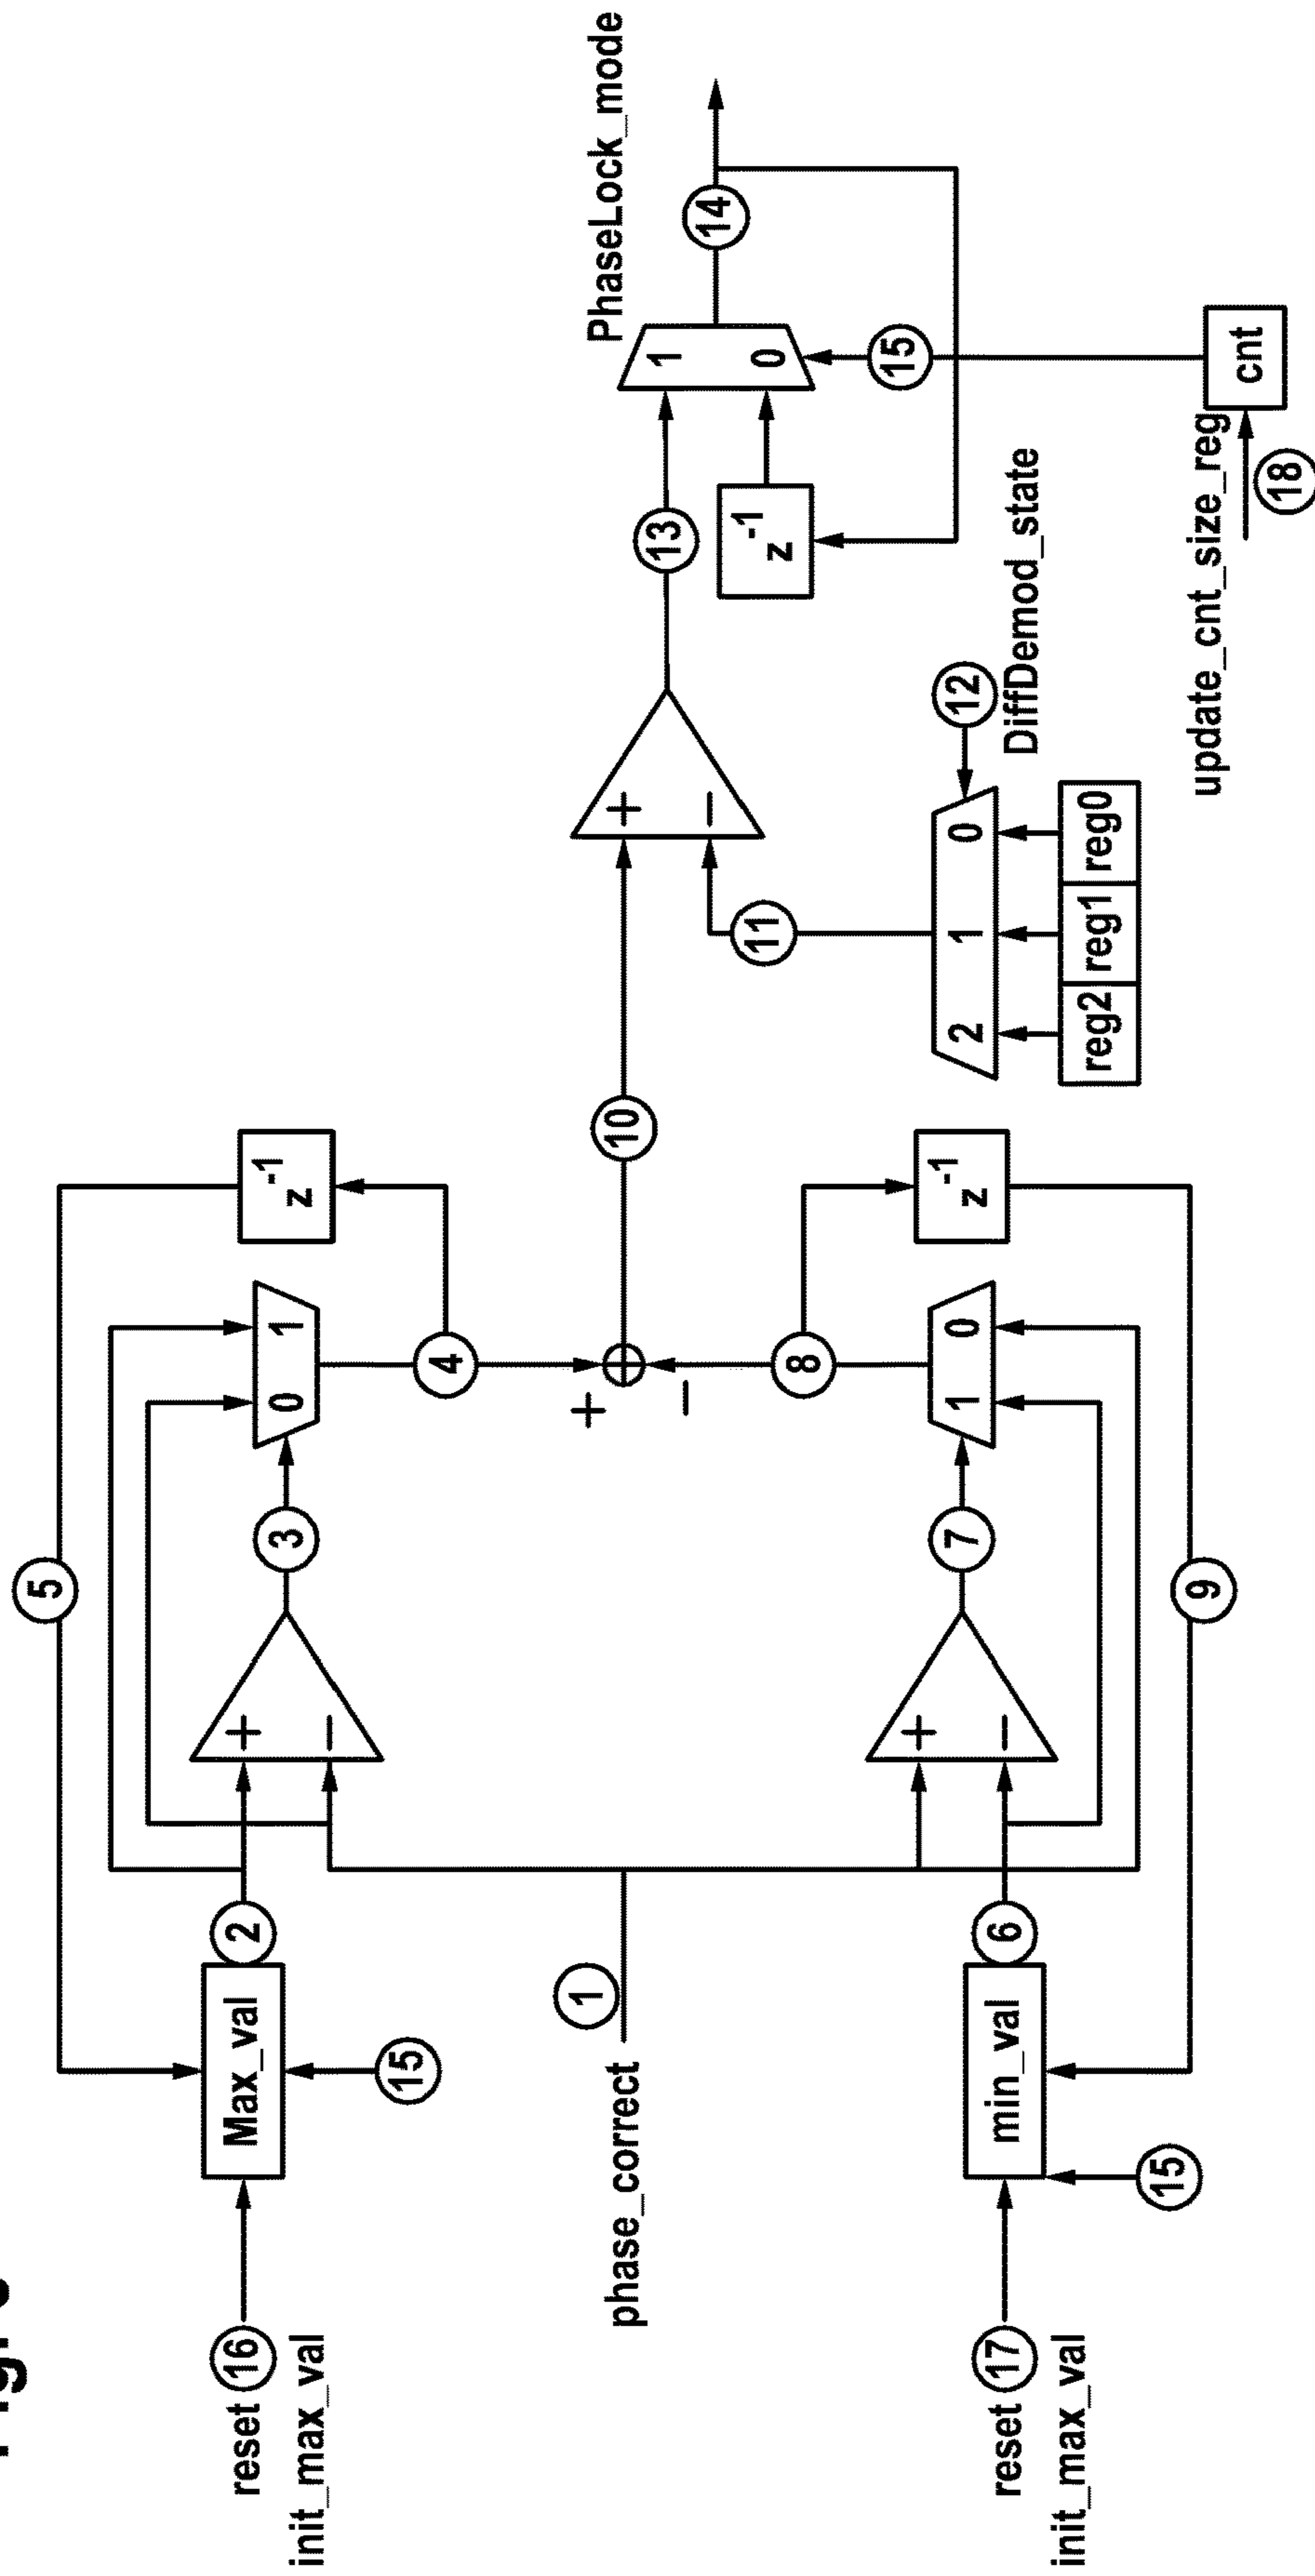 5
reset 16
init_max_val
Max_val
2
15
+
−
3
0 1
4
z-1
phase_correct
1
+
−
10
+
−
13
PhaseLock_mode
1
0
14
z-1
15
11
2 1 0
12
DiffDemod_state
reg2 reg1 reg0
update_cnt_size_reg
18
cnt
reset 17
init_max_val
min_val
6
15
+
−
7
1 0
8
z-1
9